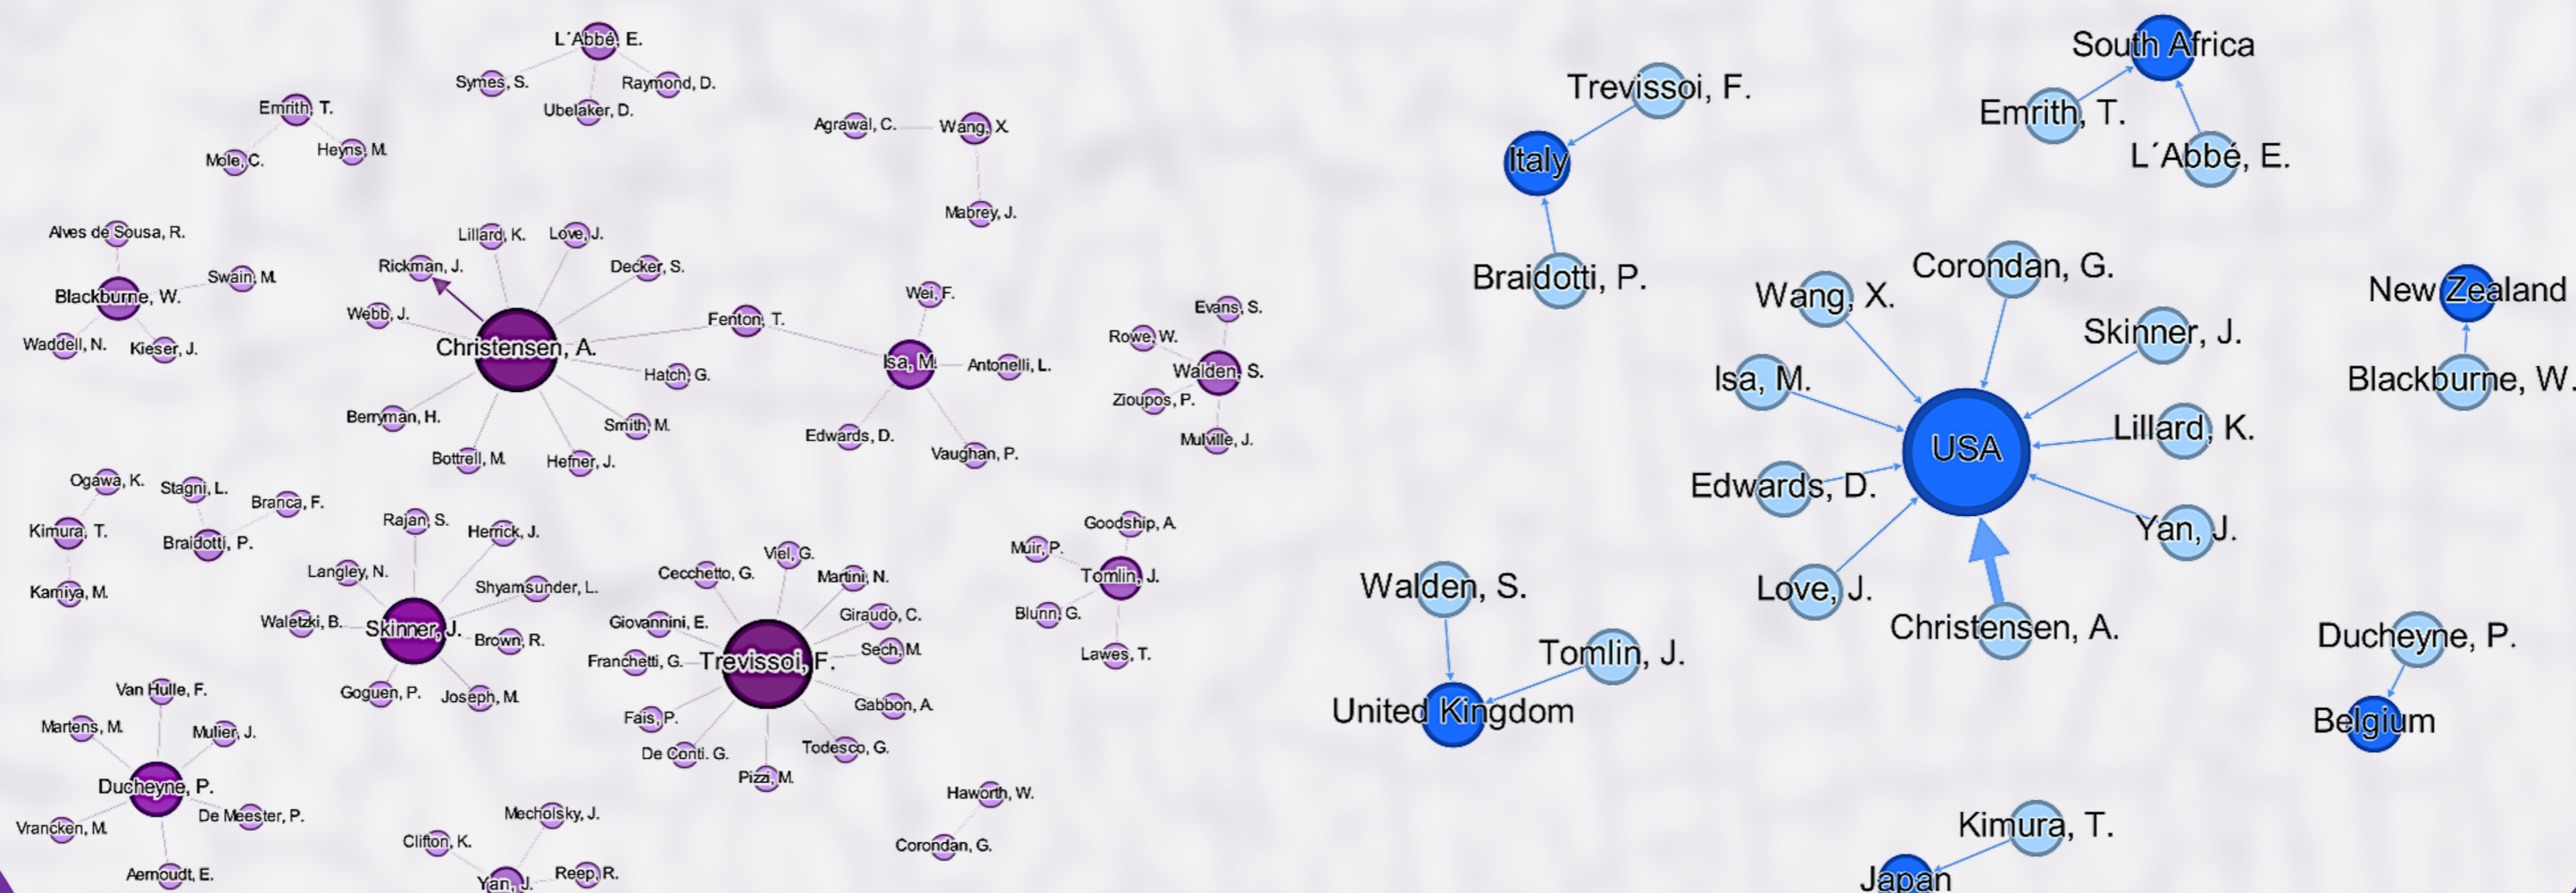 L´Abbé, E.
Symes, S.
Raymond, D.
Ubelaker, D.
Emrith, T.
Mole, C.
Heyns, M.
Agrawal, C.
Wang, X.
Mabrey, J.
Alves de Sousa, R.
Swain, M.
Blackburne, W.
Waddell, N.
Kieser, J.
Lillard, K.
Love, J.
Rickman, J.
Decker, S.
Webb, J.
Christensen, A.
Fenton, T.
Hatch, G.
Berryman, H.
Smith, M.
Bottrell, M.
Hefner, J.
Wei, F.
Isa, M.
Antonelli, L.
Edwards, D.
Vaughan, P.
Evans, S.
Rowe, W.
Walden, S.
Zioupos, P.
Mulville, J.
Ogawa, K.
Kimura, T.
Kamiya, M.
Stagni, L.
Branca, F.
Braidotti, P.
Rajan, S.
Herrick, J.
Langley, N.
Shyamsunder, L.
Waletzki, B.
Skinner, J.
Brown, R.
Goguen, P.
Joseph, M.
Viel, G.
Cecchetto, G.
Martini, N.
Giovannini, E.
Giraudo, C.
Franchetti, G.
Trevissoi, F.
Sech, M.
Fais, P.
Gabbon, A.
De Conti. G.
Todesco, G.
Pizzi, M.
Goodship, A.
Muir, P.
Tomlin, J.
Blunn, G.
Lawes, T.
Van Hulle, F.
Martens, M.
Mulier, J.
Ducheyne, P.
Vrancken, M.
De Meester, P.
Aernoudt, E.
Mecholsky, J.
Clifton, K.
Reep, R.
Yan, J.
Haworth, W.
Corondan, G.
Trevissoi, F.
Italy
Braidotti, P.
South Africa
Emrith, T.
L´Abbé, E.
Corondan, G.
Wang, X.
Skinner, J.
Isa, M.
Lillard, K.
USA
Edwards, D.
Yan, J.
Love, J.
Christensen, A.
New Zealand
Blackburne, W.
Walden, S.
Tomlin, J.
United Kingdom
Ducheyne, P.
Belgium
Kimura, T.
Japan